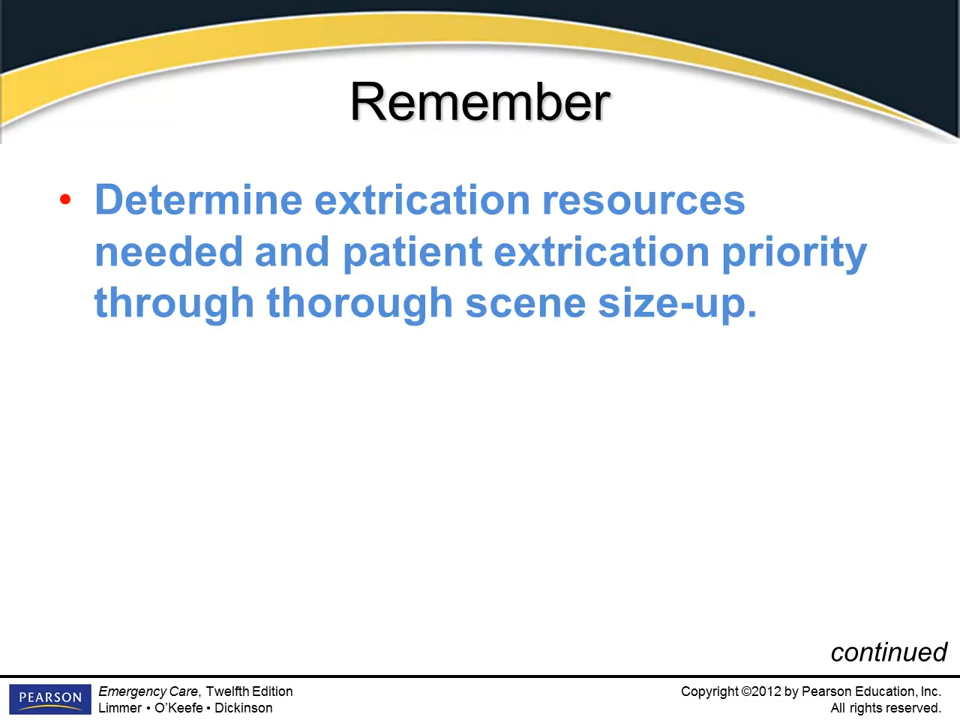 Remember
• Determine extrication resources
needed and patient extrication priority
through thorough scene size-up.
continued
PEARSON
Emergency Care, Twelfth Edition
Limmer • O’Keefe • Dickinson
Copyright ©2012 by Pearson Education, Inc.
All rights reserved.